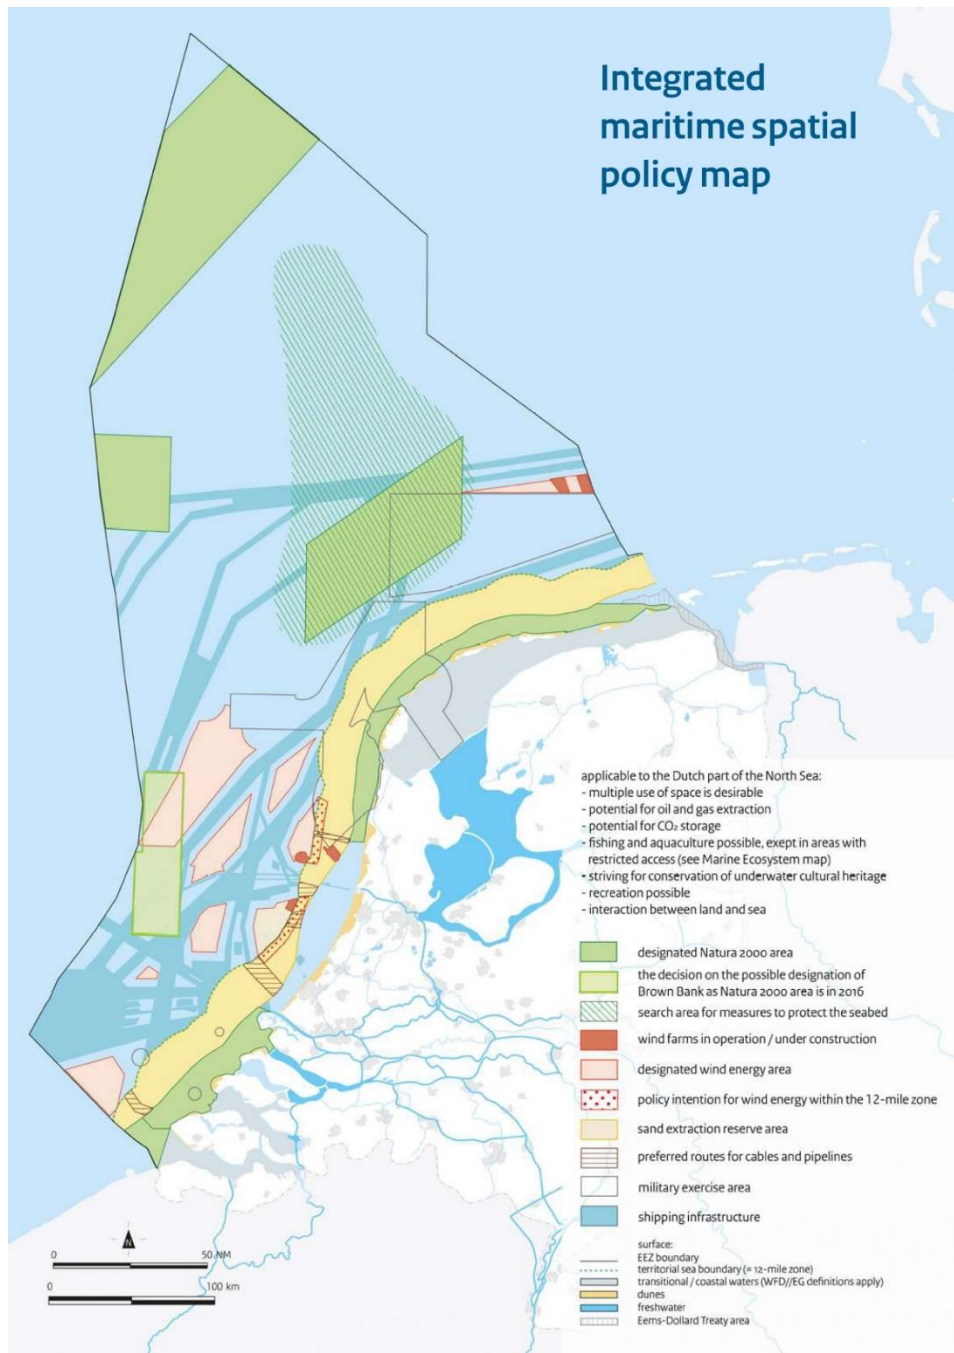 Integrated
maritime spatial
policy map
applicable to the Dutch part of the North Sea:
- multiple use of space is desirable
- potential for oil and gas extraction
- potential for CO₂ storage
- fishing and aquaculture possible, exept in areas with
restricted access (see Marine Ecosystem map)
- striving for conservation of underwater cultural heritage
- recreation possible
- interaction between land and sea
designated Natura 2000 area
the decision on the possible designation of
Brown Bank as Natura 2000 area is in 2016
search area for measures to protect the seabed
wind farms in operation / under construction
designated wind energy area
policy intention for wind energy within the 12-mile zone
sand extraction reserve area
preferred routes for cables and pipelines
military exercise area
shipping infrastructure
surface:
EEZ boundary
territorial sea boundary (= 12-mile zone)
transitional / coastal waters (WFD//EG definitions apply)
dunes
freshwater
Eems-Dollard Treaty area
0 50 NM
0 100 km